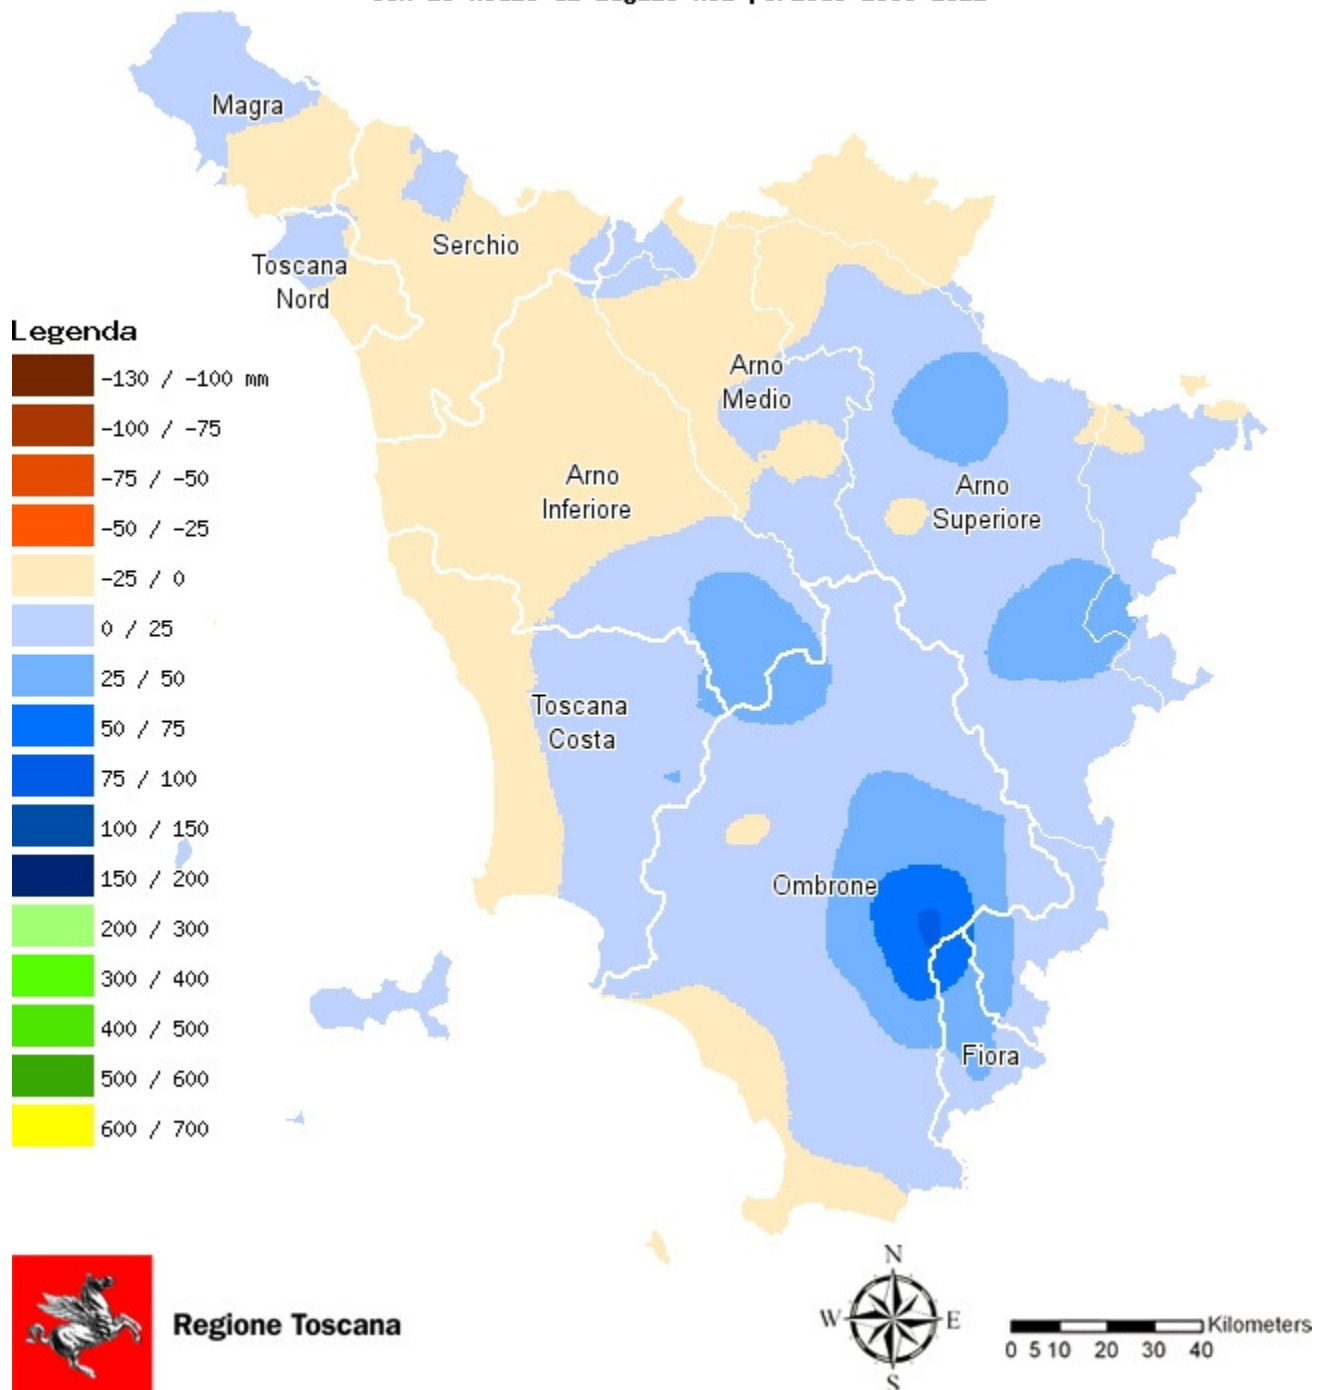 Magra
Serchio
Toscana
Nord
Legenda
-130 / -100 mm
-100 / -75
-75 / -50
-50 / -25
-25 / 0
0 / 25
25 / 50
50 / 75
75 / 100
100 / 150
150 / 200
200 / 300
300 / 400
400 / 500
500 / 600
600 / 700
Arno
Medio
Arno
Inferiore
Arno
Superiore
Toscana
Costa
Ombrone
Fiora
Regione Toscana
N
W E
S
Kilometers
0 5 10 20 30 40